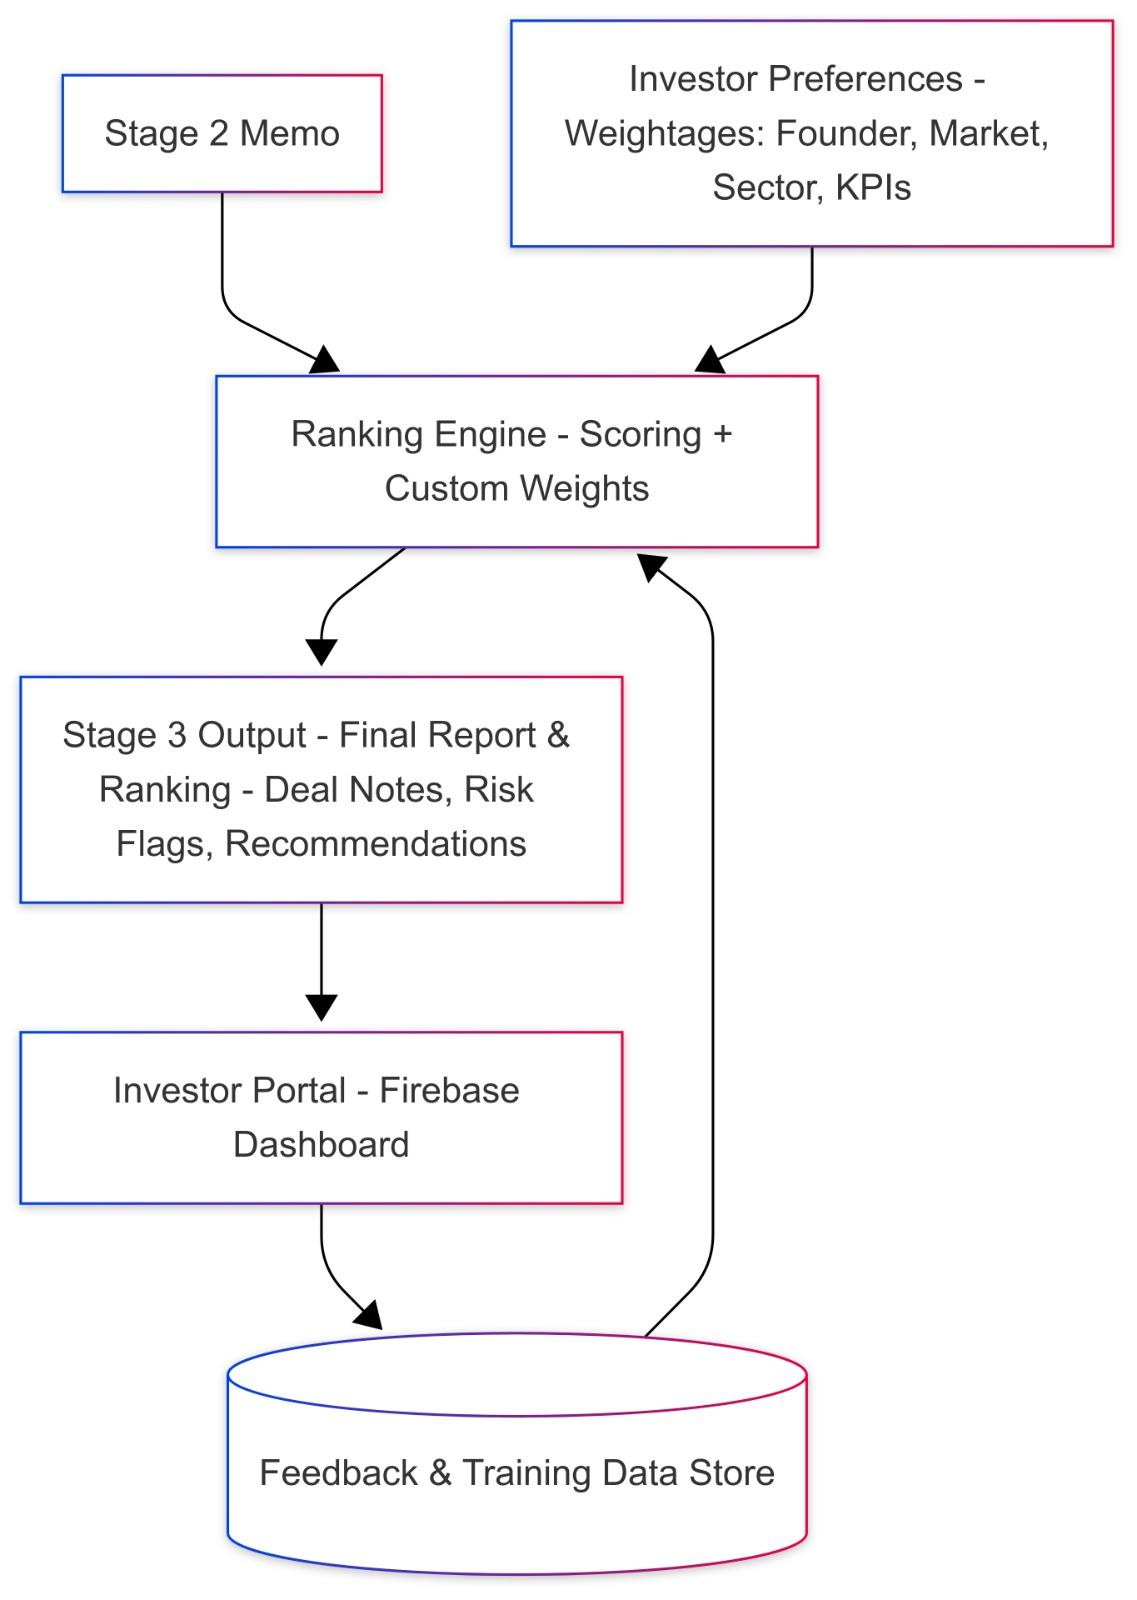 Stage 2 Memo
Investor Preferences -
Weightages: Founder, Market,
Sector, KPIs
Ranking Engine - Scoring +
Custom Weights
Stage 3 Output - Final Report &
Ranking - Deal Notes, Risk
Flags, Recommendations
Investor Portal - Firebase
Dashboard
Feedback & Training Data Store